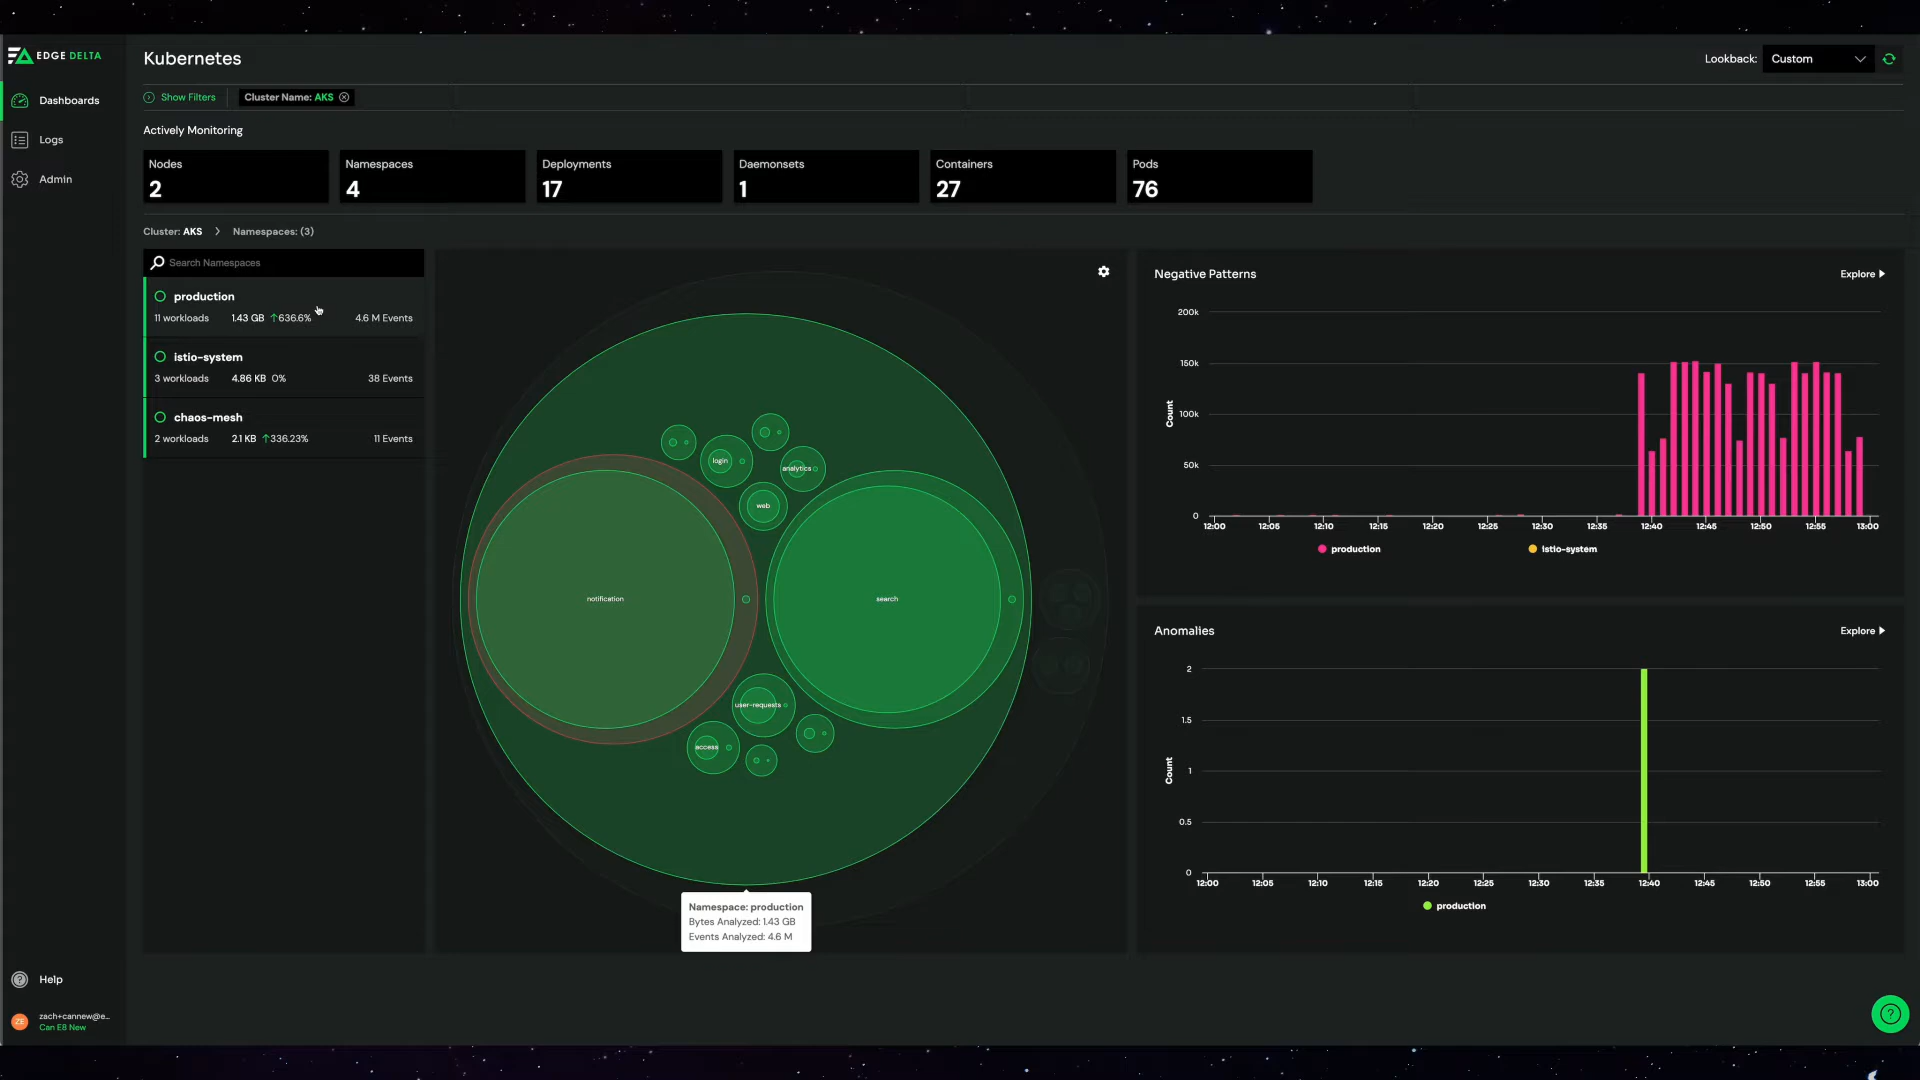 EDGE DELTA
Kubernetes
Lookback: Custom
Dashboards
Show Filters
Cluster Name: AKS
Logs
Actively Monitoring
Admin
Nodes
2
Namespaces
4
Deployments
17
Daemonsets
1
Containers
27
Pods
76
Cluster: AKS
Namespaces: (3)
Search Namespaces
production
11 workloads 1.43 GB ↑636.6% 4.6 M Events
istio-system
3 workloads 4.86 KB 0% 38 Events
chaos-mesh
2 workloads 2.1 KB ↑336.23% 11 Events
login
analytics
web
notification
search
user-requests
access
Namespace: production
Bytes Analyzed: 1.43 GB
Events Analyzed: 4.6 M
Negative Patterns
Explore
200k
150k
100k
50k
0
Count
12:00 12:05 12:10 12:15 12:20 12:25 12:30 12:35 12:40 12:45 12:50 12:55 13:00
production istio-system
Anomalies
Explore
2
1.5
1
0.5
0
Count
12:00 12:05 12:10 12:15 12:20 12:25 12:30 12:35 12:40 12:45 12:50 12:55 13:00
production
Help
ZE
zach+cannew@e...
Can E8 New